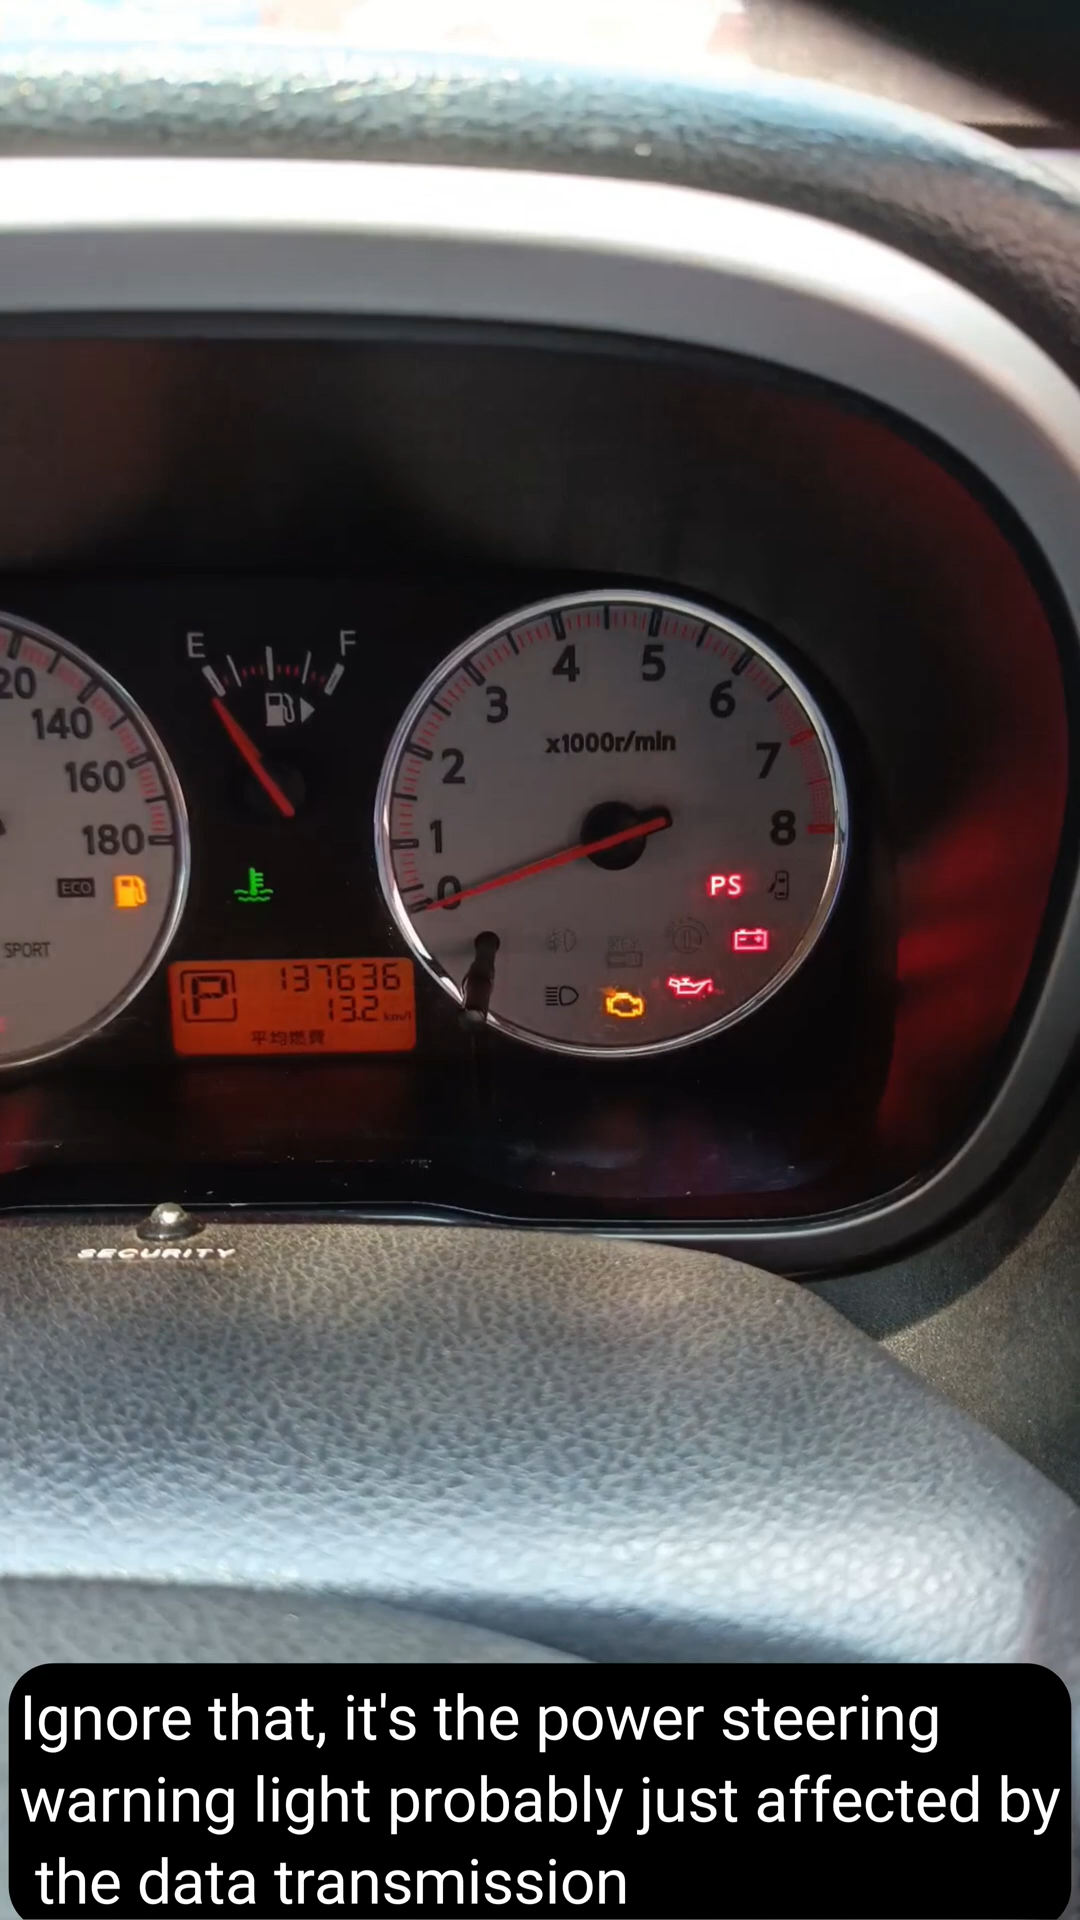 E F
20
140
160
180
ECO
SPORT
P 137636
13.2 km/l
平均燃費
0 1 2 3 4 5 6 7 8
x1000r/min
PS
KEY
SECURITY
Ignore that, it's the power steering
warning light probably just affected by
the data transmission